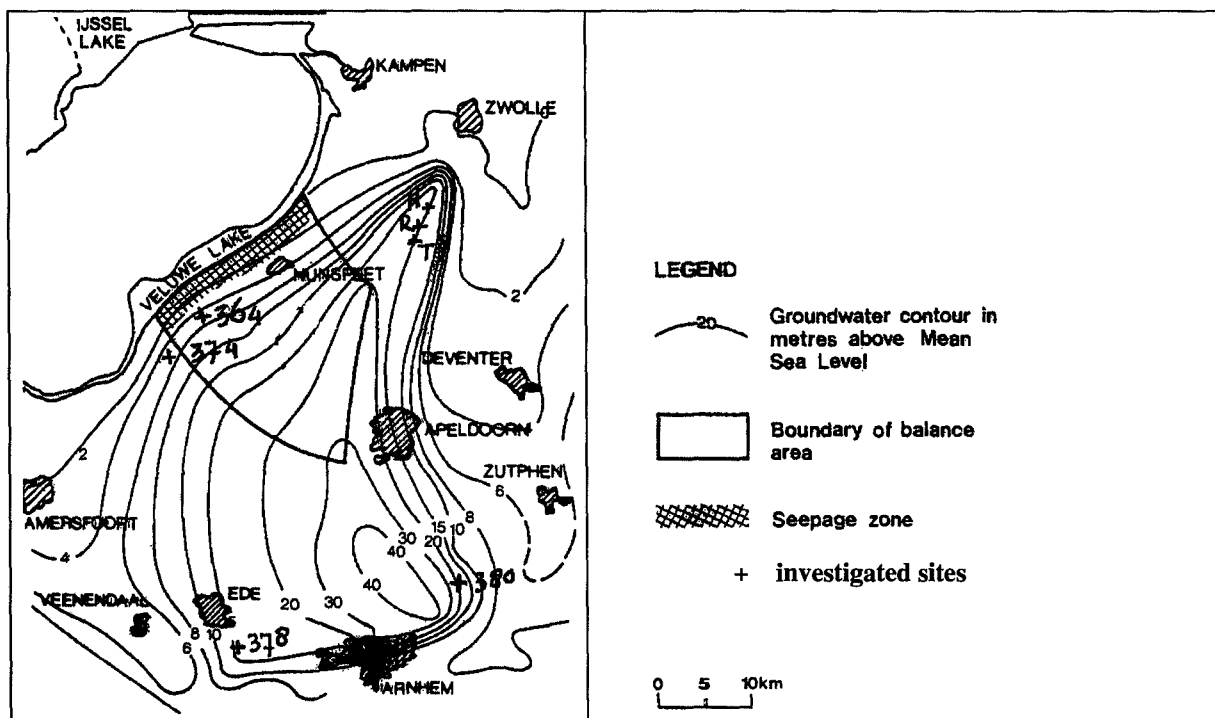 IJSSEL
LAKE
KAMPEN
ZWOLLE
0
H +
R +
+ T
VELUWE LAKE
NUNSPEET
+ 364
2
+ 374
DEVENTER
APELDOORN
2
ZUTPHEN
6
AMERSFOORT
4
30
15
8
20
10
40
40
+ 380
VEENENDAAL
EDE
20
30
8
10
15
6
+378
ARNHEM
LEGEND
20
Groundwater contour in
metres above Mean
Sea Level
Boundary of balance
area
Seepage zone
+ investigated sites
0 5 10km